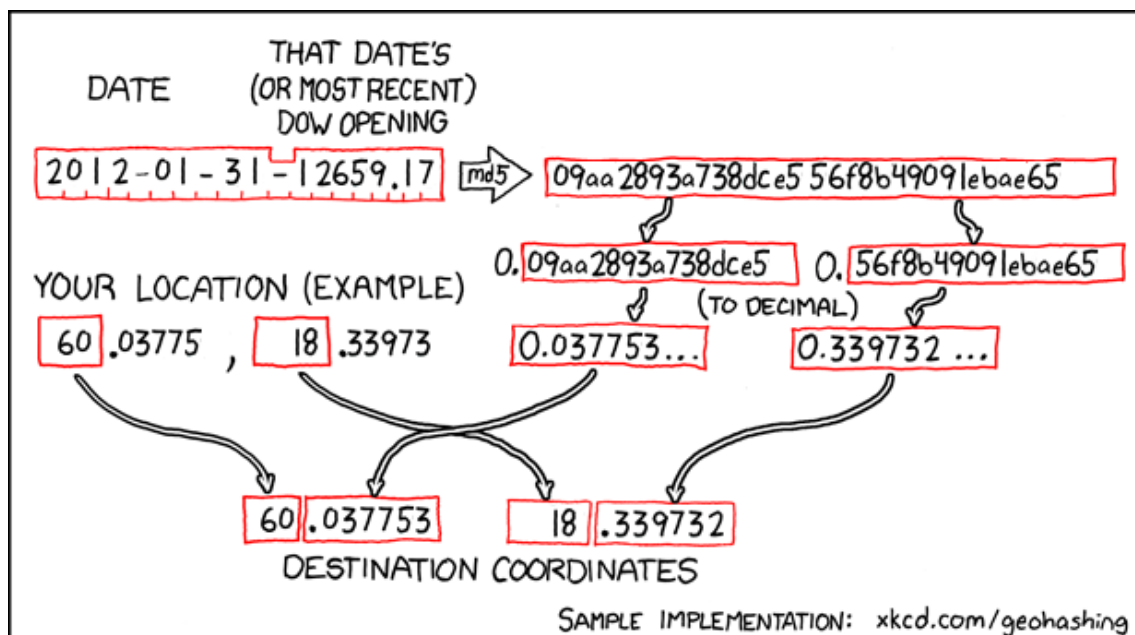 DATE
THAT DATE'S
(OR MOST RECENT)
DOW OPENING
2012-01-31-12659.17
md5
09aa2893a738dce556f8b49091ebae65
0.09aa2893a738dce5
0.56f8b49091ebae65
(TO DECIMAL)
YOUR LOCATION (EXAMPLE)
60.03775, 18.33973
0.037753...
0.339732...
60.037753
18.339732
DESTINATION COORDINATES
SAMPLE IMPLEMENTATION: xkcd.com/geohashing